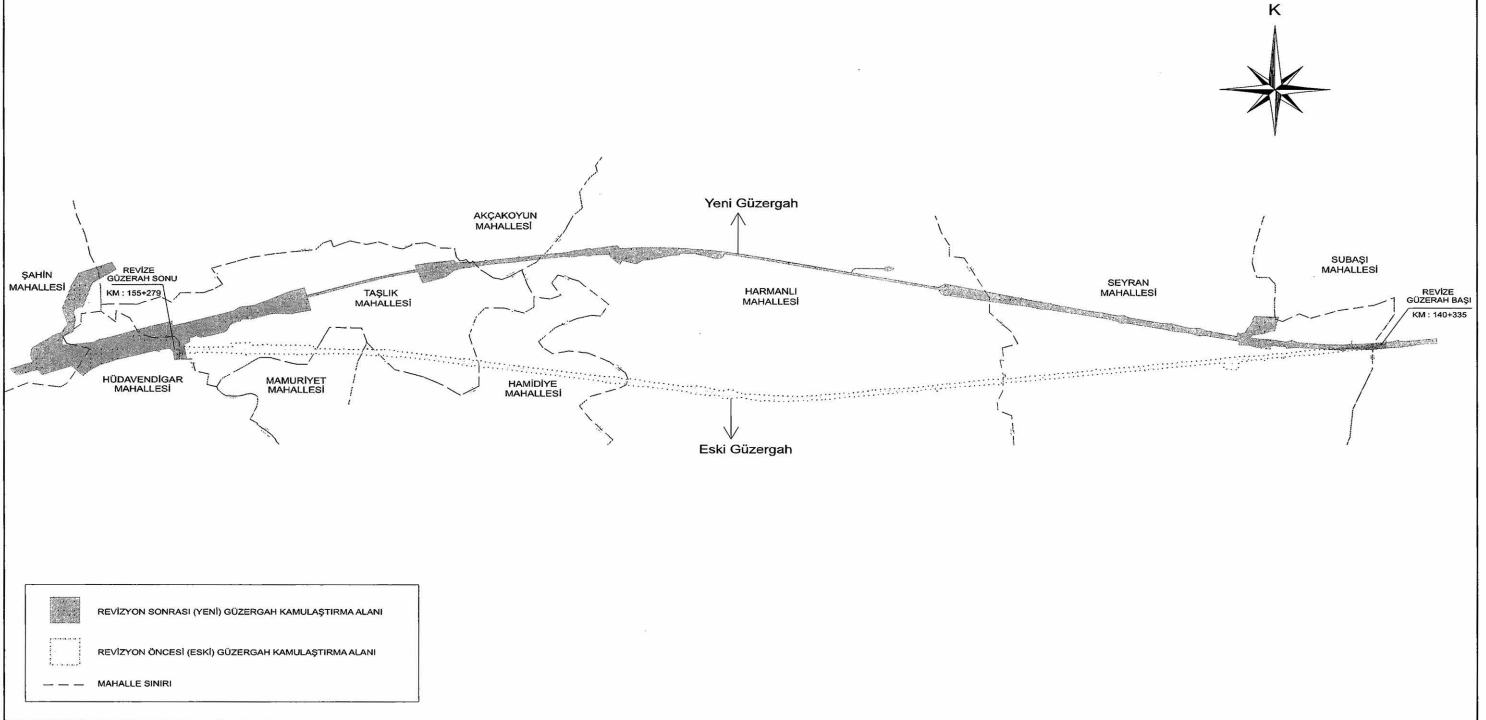 K
Yeni Güzergah
AKÇAKOYUN
MAHALLESİ
ŞAHİN
MAHALLESİ
REVİZE
GÜZERAH SONU
KM : 155+279
TAŞLIK
MAHALLESİ
HARMANLI
MAHALLESİ
SEYRAN
MAHALLESİ
SUBAŞI
MAHALLESİ
REVİZE
GÜZERAH BAŞI
KM : 140+335
HÜDAVENDİGAR
MAHALLESİ
MAMURİYET
MAHALLESİ
HAMİDİYE
MAHALLESİ
Eski Güzergah
REVİZYON SONRASI (YENİ) GÜZERGAH KAMULAŞTIRMA ALANI
REVİZYON ÖNCESİ (ESKİ) GÜZERGAH KAMULAŞTIRMA ALANI
MAHALLE SINIRI